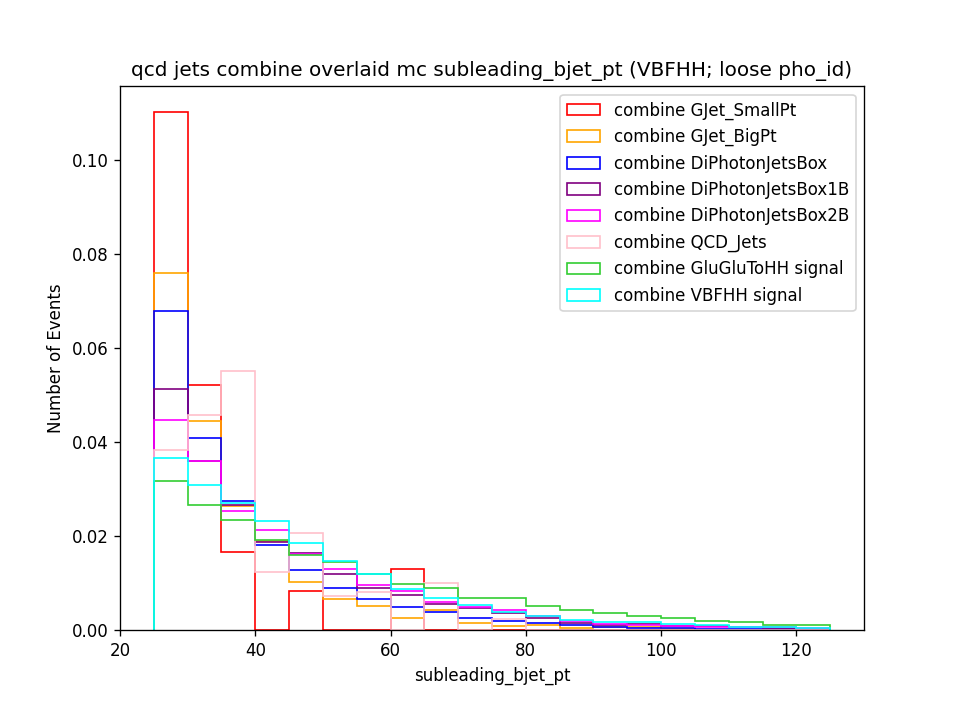 qcd jets combine overlaid mc subleading_bjet_pt (VBFHH; loose pho_id)
combine GJet_SmallPt
combine GJet_BigPt
combine DiPhotonJetsBox
combine DiPhotonJetsBox1B
combine DiPhotonJetsBox2B
combine QCD_Jets
combine GluGluToHH signal
combine VBFHH signal
Number of Events
0.10
0.08
0.06
0.04
0.02
0.00
20 40 60 80 100 120
subleading_bjet_pt